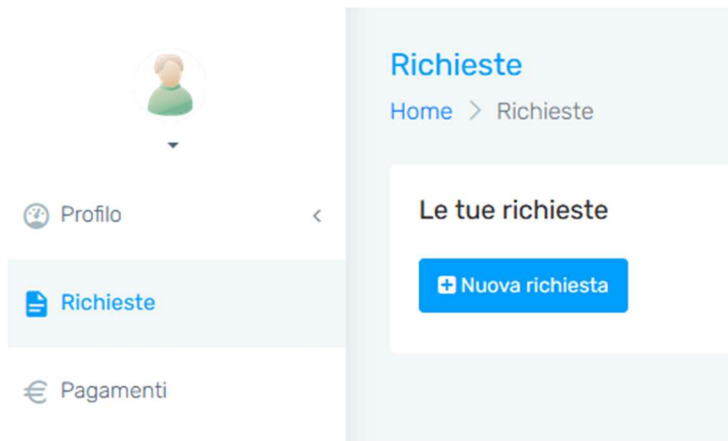 Richieste
Home > Richieste
Profilo
Le tue richieste
Nuova richiesta
Richieste
Pagamenti